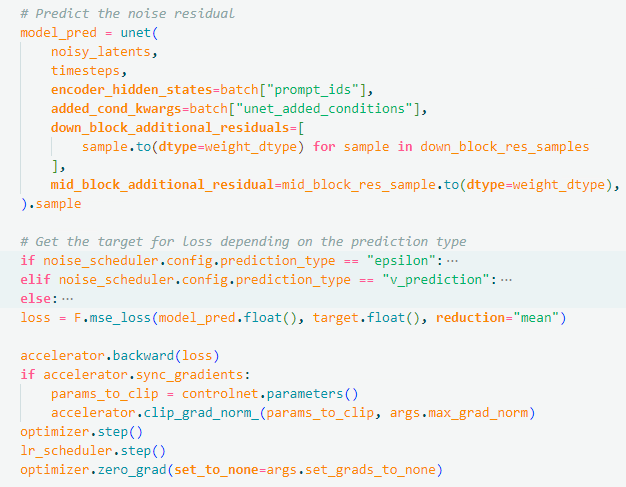 # Predict the noise residual
model_pred = unet(
    noisy_latents,
    timesteps,
    encoder_hidden_states=batch["prompt_ids"],
    added_cond_kwargs=batch["unet_added_conditions"],
    down_block_additional_residuals=[
        sample.to(dtype=weight_dtype) for sample in down_block_res_samples
    ],
    mid_block_additional_residual=mid_block_res_sample.to(dtype=weight_dtype),
).sample
# Get the target for loss depending on the prediction type
if noise_scheduler.config.prediction_type == "epsilon":⋯
elif noise_scheduler.config.prediction_type == "v_prediction":⋯
else:⋯
loss = F.mse_loss(model_pred.float(), target.float(), reduction="mean")
accelerator.backward(loss)
if accelerator.sync_gradients:
    params_to_clip = controlnet.parameters()
    accelerator.clip_grad_norm_(params_to_clip, args.max_grad_norm)
optimizer.step()
lr_scheduler.step()
optimizer.zero_grad(set_to_none=args.set_grads_to_none)